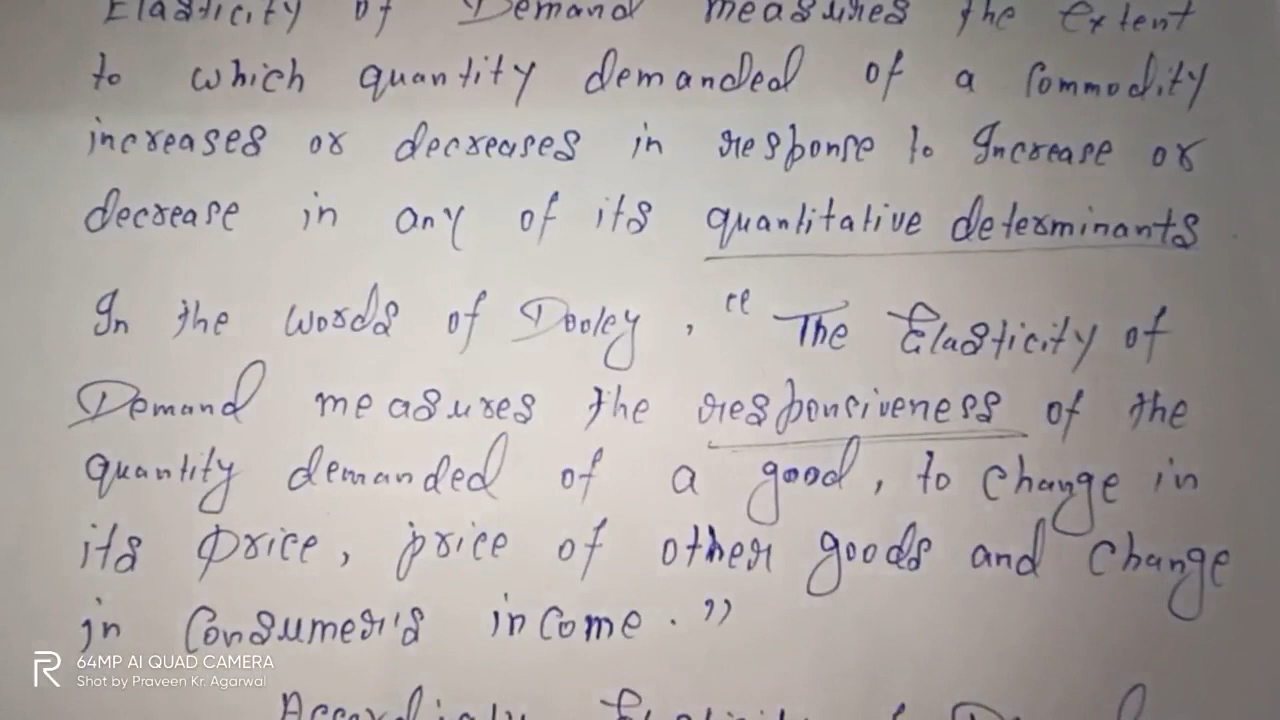 Elasticity of Demand measures the Extent
to which quantity demanded of a Commodity
increases or decreases in response to Increase or
decrease in any of its quantitative determinants
In the words of Dooley, "The Elasticity of
Demand measures the responsiveness of the
quantity demanded of a good, to change in
its price, price of other goods and change
in Consumer's income."
Accordingly Elasticity of
64MP AI QUAD CAMERA
Shot by Praveen Kr. Agarwal